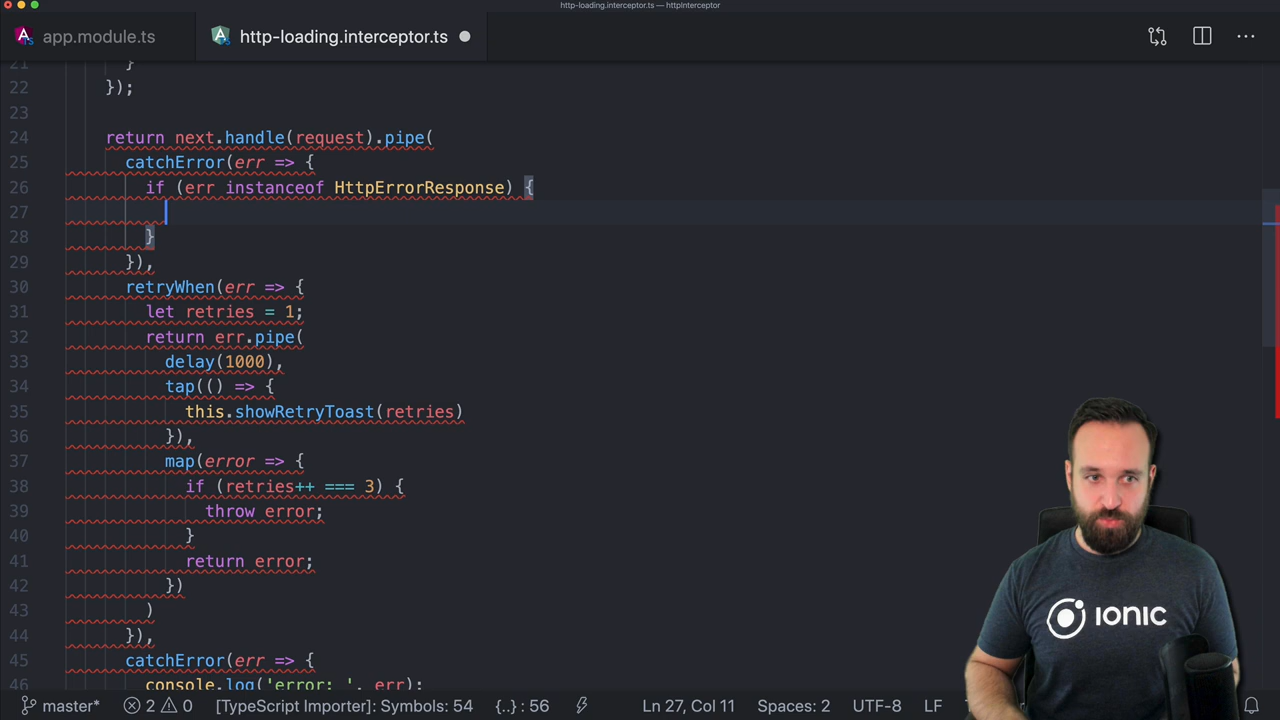 http-loading.interceptor.ts — httpInterceptor
app.module.ts
http-loading.interceptor.ts
21 }
22 });
23
24 return next.handle(request).pipe(
25 catchError(err => {
26 if (err instanceof HttpErrorResponse) {
27
28 }
29 }),
30 retryWhen(err => {
31 let retries = 1;
32 return err.pipe(
33 delay(1000),
34 tap(() => {
35 this.showRetryToast(retries)
36 }),
37 map(error => {
38 if (retries++ === 3) {
39 throw error;
40 }
41 return error;
42 })
43 )
44 }),
45 catchError(err => {
46 console.log('error: ', err);
IONIC
master* 2 0 [TypeScript Importer]: Symbols: 54 {..} : 56 Ln 27, Col 11 Spaces: 2 UTF-8 LF